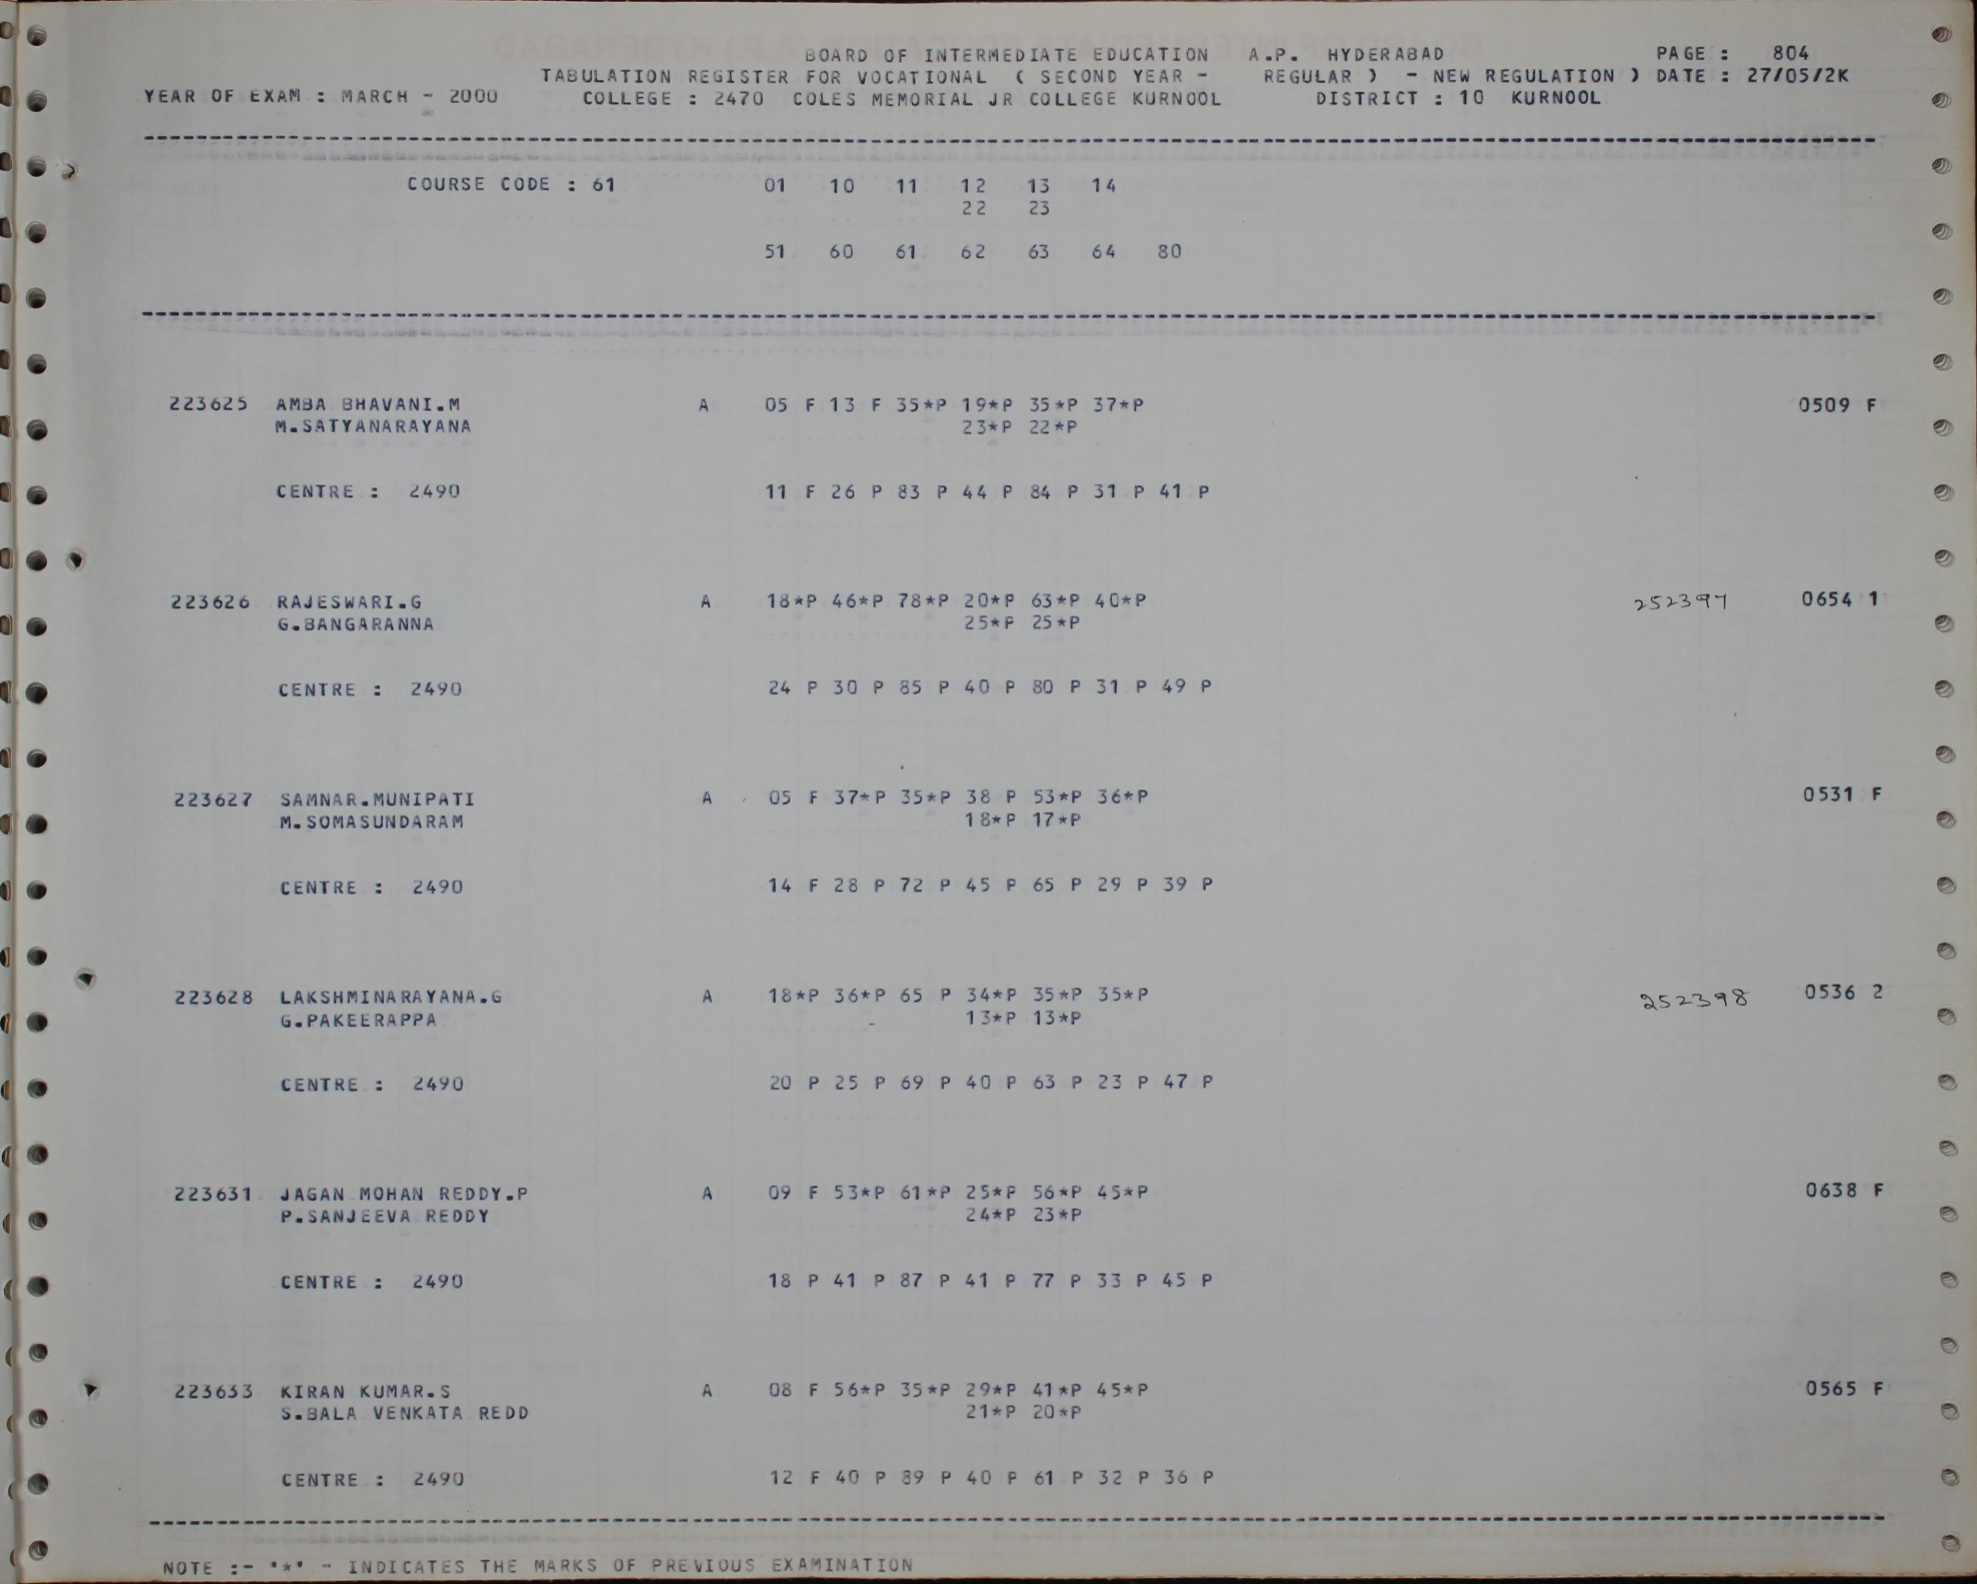 BOARD OF INTERMEDIATE EDUCATION A.P. HYDERABAD PAGE : 804
TABULATION REGISTER FOR VOCATIONAL ( SECOND YEAR - REGULAR ) - NEW REGULATION ) DATE : 27/05/2K
YEAR OF EXAM : MARCH - 2000 COLLEGE : 2470 COLES MEMORIAL JR COLLEGE KURNOOL DISTRICT : 10 KURNOOL
COURSE CODE : 61 01 10 11 12 13 14
22 23
51 60 61 62 63 64 80
223625 AMBA BHAVANI.M A 05 F 13 F 35*P 19*P 35*P 37*P 0509 F
M.SATYANARAYANA 23*P 22*P
CENTRE : 2490 11 F 26 P 83 P 44 P 84 P 31 P 41 P
223626 RAJESWARI.G A 18*P 46*P 78*P 20*P 63*P 40*P 252397 0654 1
G.BANGARANNA 25*P 25*P
CENTRE : 2490 24 P 30 P 85 P 40 P 80 P 31 P 49 P
223627 SAMNAR.MUNIPATI A 05 F 37*P 35*P 38 P 53*P 36*P 0531 F
M.SOMASUNDARAM 18*P 17*P
CENTRE : 2490 14 F 28 P 72 P 45 P 65 P 29 P 39 P
223628 LAKSHMINARAYANA.G A 18*P 36*P 65 P 34*P 35*P 35*P 252398 0536 2
G.PAKEERAPPA 13*P 13*P
CENTRE : 2490 20 P 25 P 69 P 40 P 63 P 23 P 47 P
223631 JAGAN MOHAN REDDY.P A 09 F 53*P 61*P 25*P 56*P 45*P 0638 F
P.SANJEEVA REDDY 24*P 23*P
CENTRE : 2490 18 P 41 P 87 P 41 P 77 P 33 P 45 P
223633 KIRAN KUMAR.S A 08 F 56*P 35*P 29*P 41*P 45*P 0565 F
S.BALA VENKATA REDD 21*P 20*P
CENTRE : 2490 12 F 40 P 89 P 40 P 61 P 32 P 36 P
NOTE :- "*" - INDICATES THE MARKS OF PREVIOUS EXAMINATION